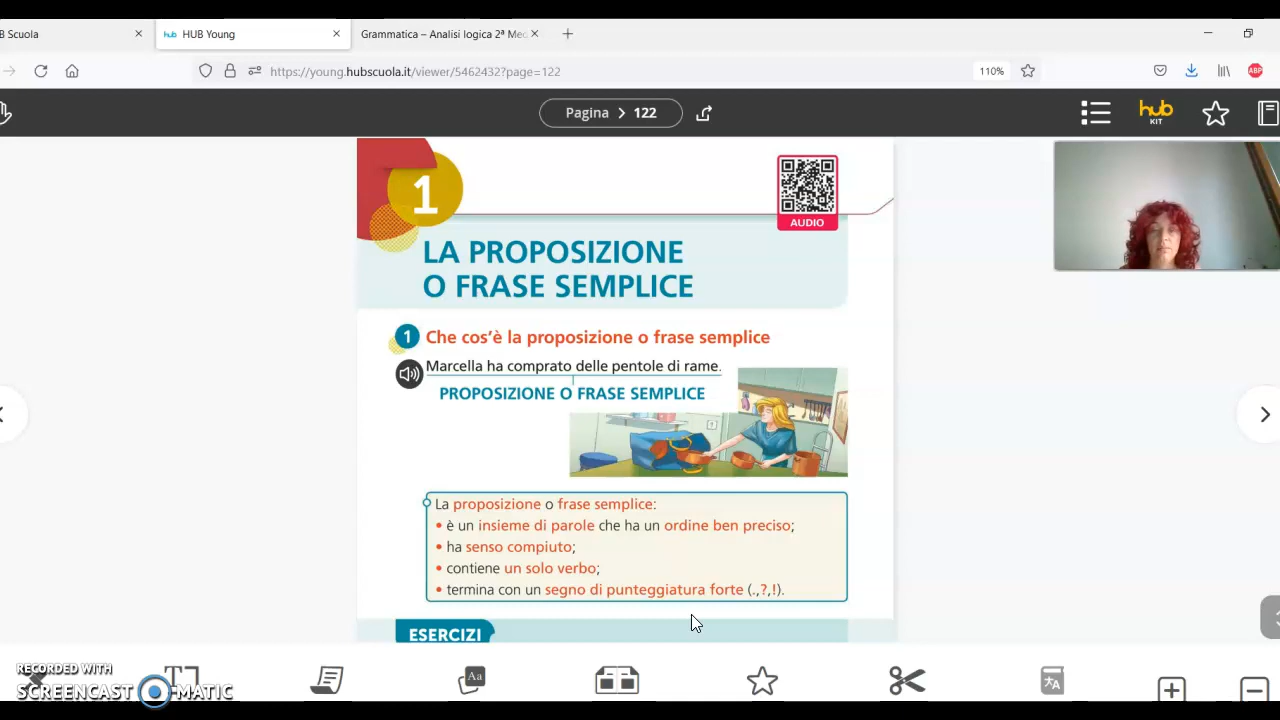 B Scuola
hub HUB Young
Grammatica – Analisi logica 2ª Med
https://young.hubscuola.it/viewer/5462432?page=122
110%
ABP
Pagina > 122
hub
KIT
1
AUDIO
LA PROPOSIZIONE
O FRASE SEMPLICE
1 Che cos'è la proposizione o frase semplice
Marcella ha comprato delle pentole di rame.
PROPOSIZIONE O FRASE SEMPLICE
La proposizione o frase semplice:
• è un insieme di parole che ha un ordine ben preciso;
• ha senso compiuto;
• contiene un solo verbo;
• termina con un segno di punteggiatura forte (.,?,!).
ESERCIZI
RECORDED WITH
SCREENCAST MATIC
Aa